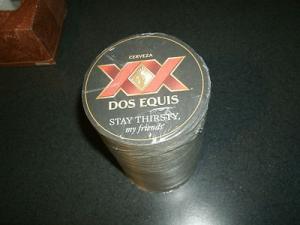 CERVEZA
XX
DOS EQUIS
STAY THIRSTY,
my friends